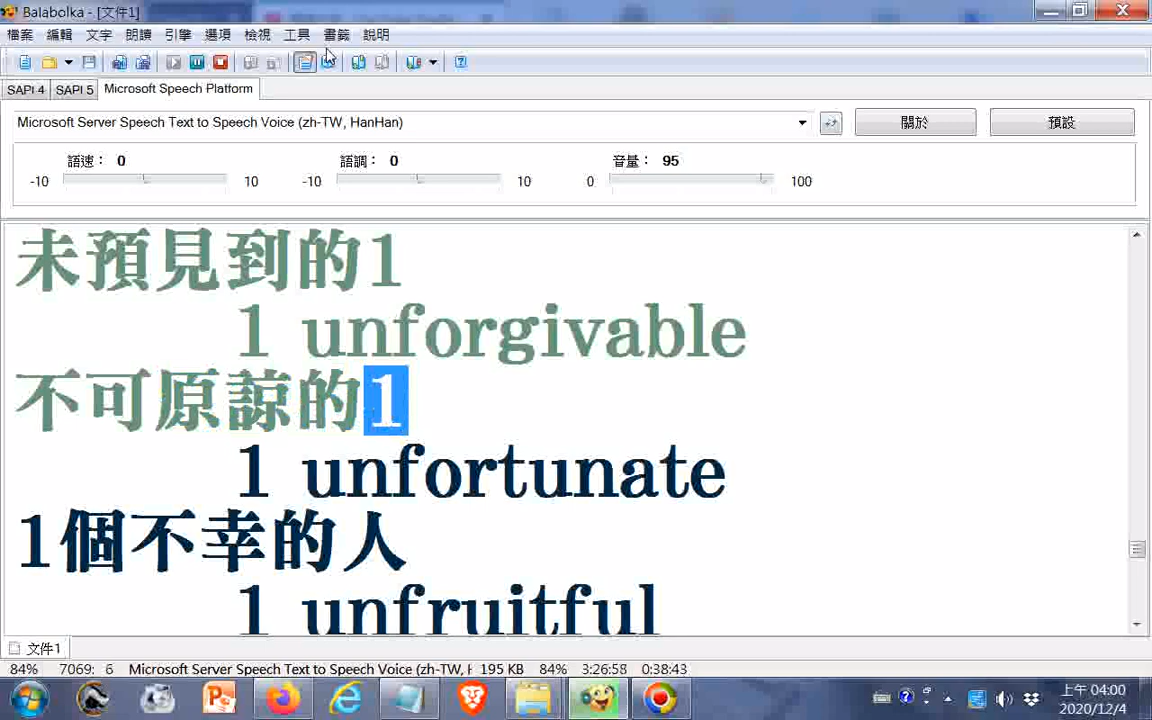 Balabolka - [文件1]
檔案 編輯 文字 朗讀 引擎 選項 檢視 工具 書籤 說明
SAPI 4 SAPI 5 Microsoft Speech Platform
Microsoft Server Speech Text to Speech Voice (zh-TW, HanHan) 關於 預設
語速： 0 語調： 0 音量： 95
-10 10 -10 10 0 100
未預見到的1
1 unforgivable
不可原諒的1
1 unfortunate
1個不幸的人
1 unfruitful
文件1
84% 7069: 6 Microsoft Server Speech Text to Speech Voice (zh-TW, H 195 KB 84% 3:26:58 0:38:43
上午 04:00
2020/12/4